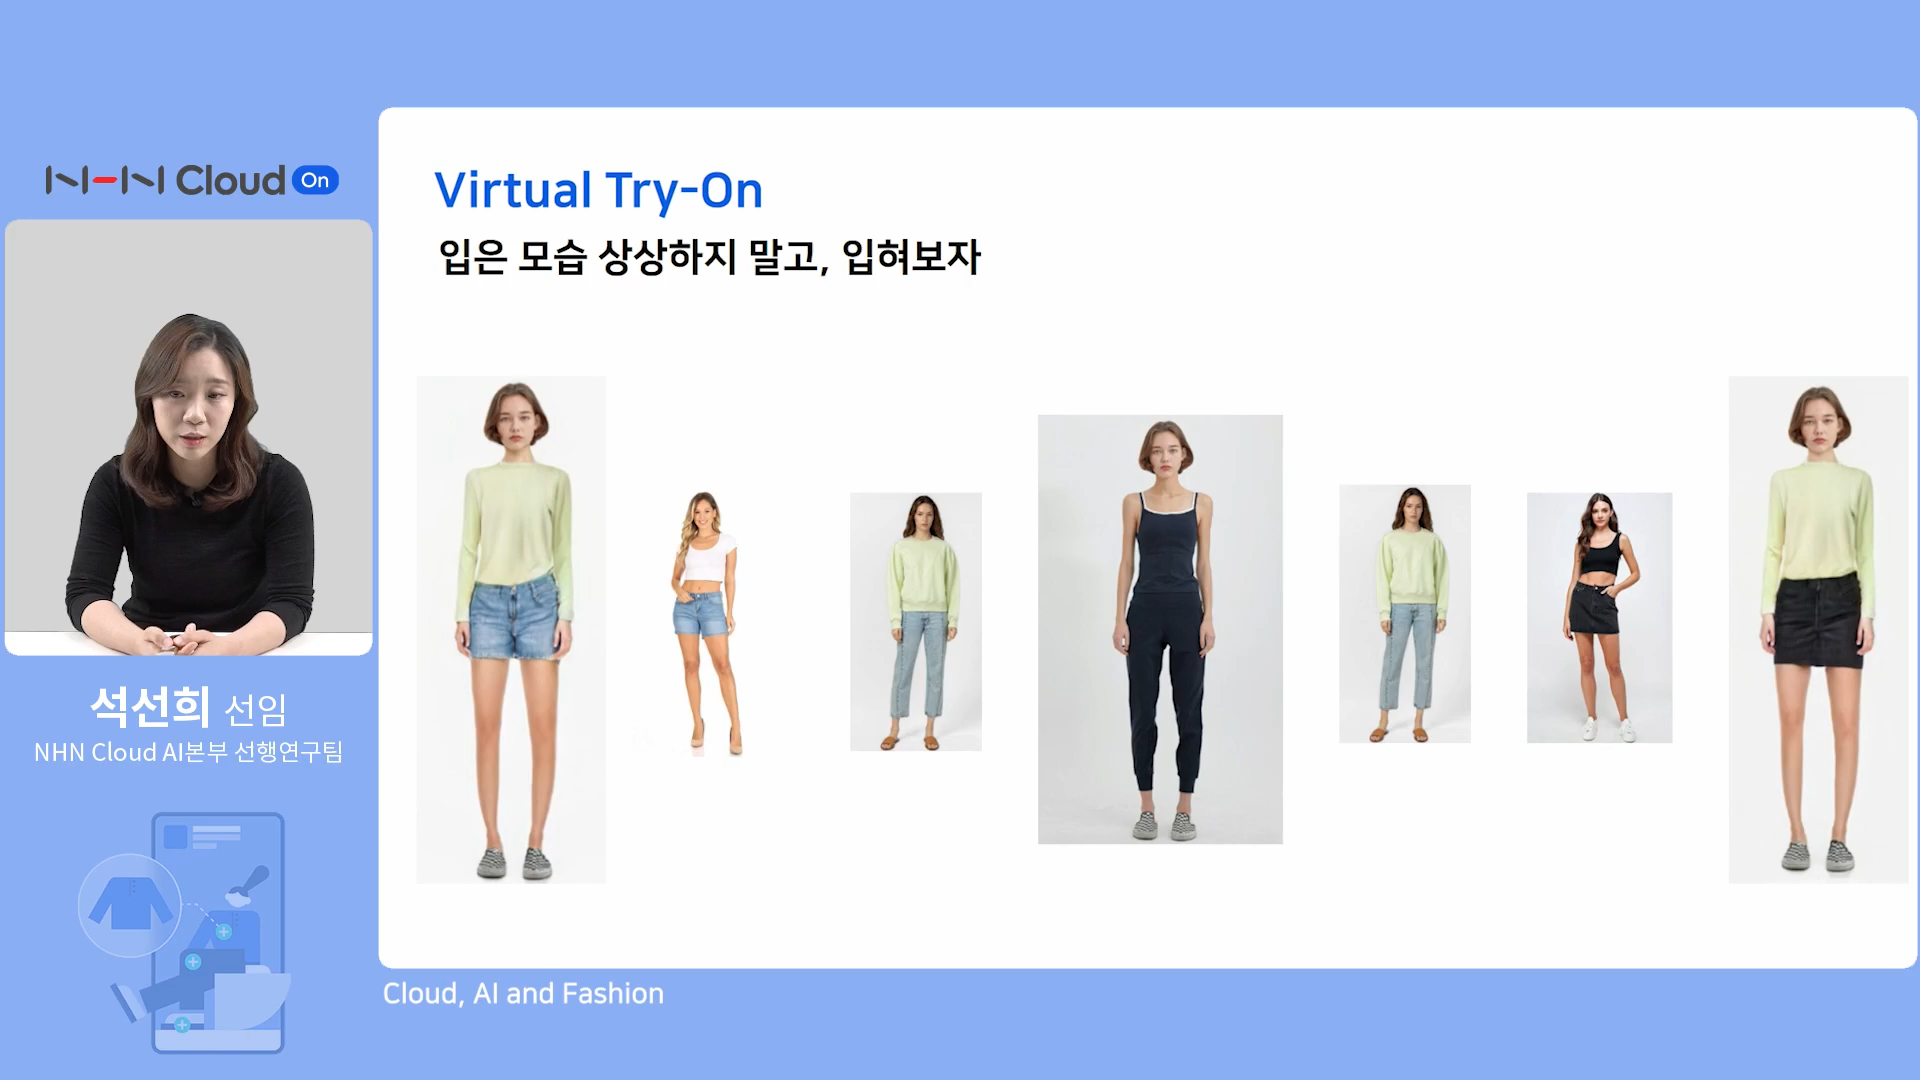 NHN Cloud On
Virtual Try-On
입은 모습 상상하지 말고, 입혀보자
석선희 선임
NHN Cloud AI본부 선행연구팀
Cloud, AI and Fashion